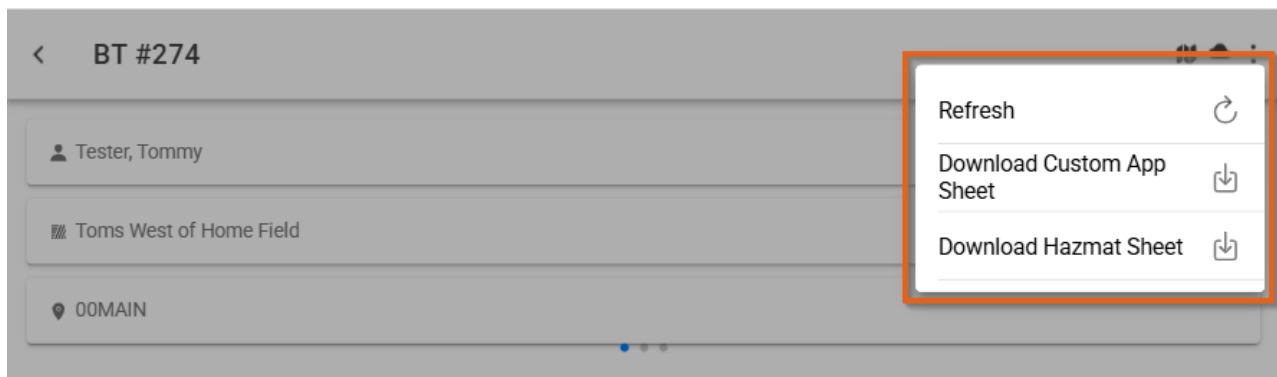 BT #274
Refresh
Download Custom App
Sheet
Download Hazmat Sheet
Tester, Tommy
Toms West of Home Field
00MAIN